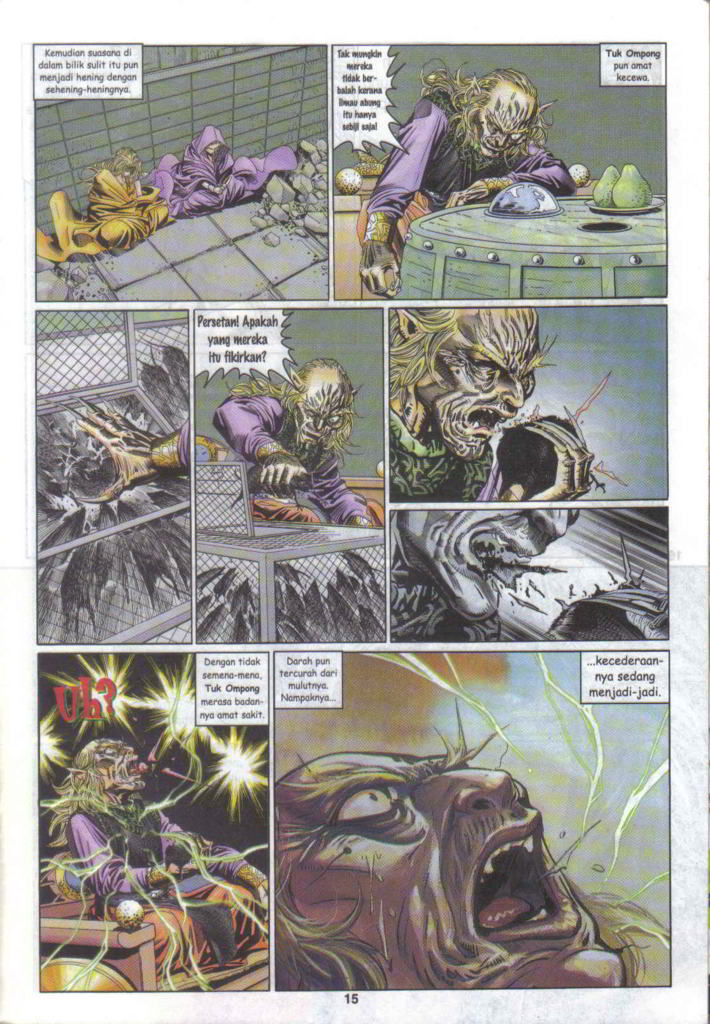 Kemudian suasana di
dalam bilik sulit itu pun
menjadi hening dengan
sehening-heningnya.
Tak mungkin
mereka
tidak ber-
balah kerana
ilmau abung
itu hanya
sebiji saja!
Tuk Ompong
pun amat
kecewa.
Persetan! Apakah
yang mereka
itu fikirkan?
Uh?
Dengan tidak
semena-mena,
Tuk Ompong
merasa badan-
nya amat sakit.
Darah pun
tercurah dari
mulutnya.
Nampaknya...
...kecederaan-
nya sedang
menjadi-jadi.
15